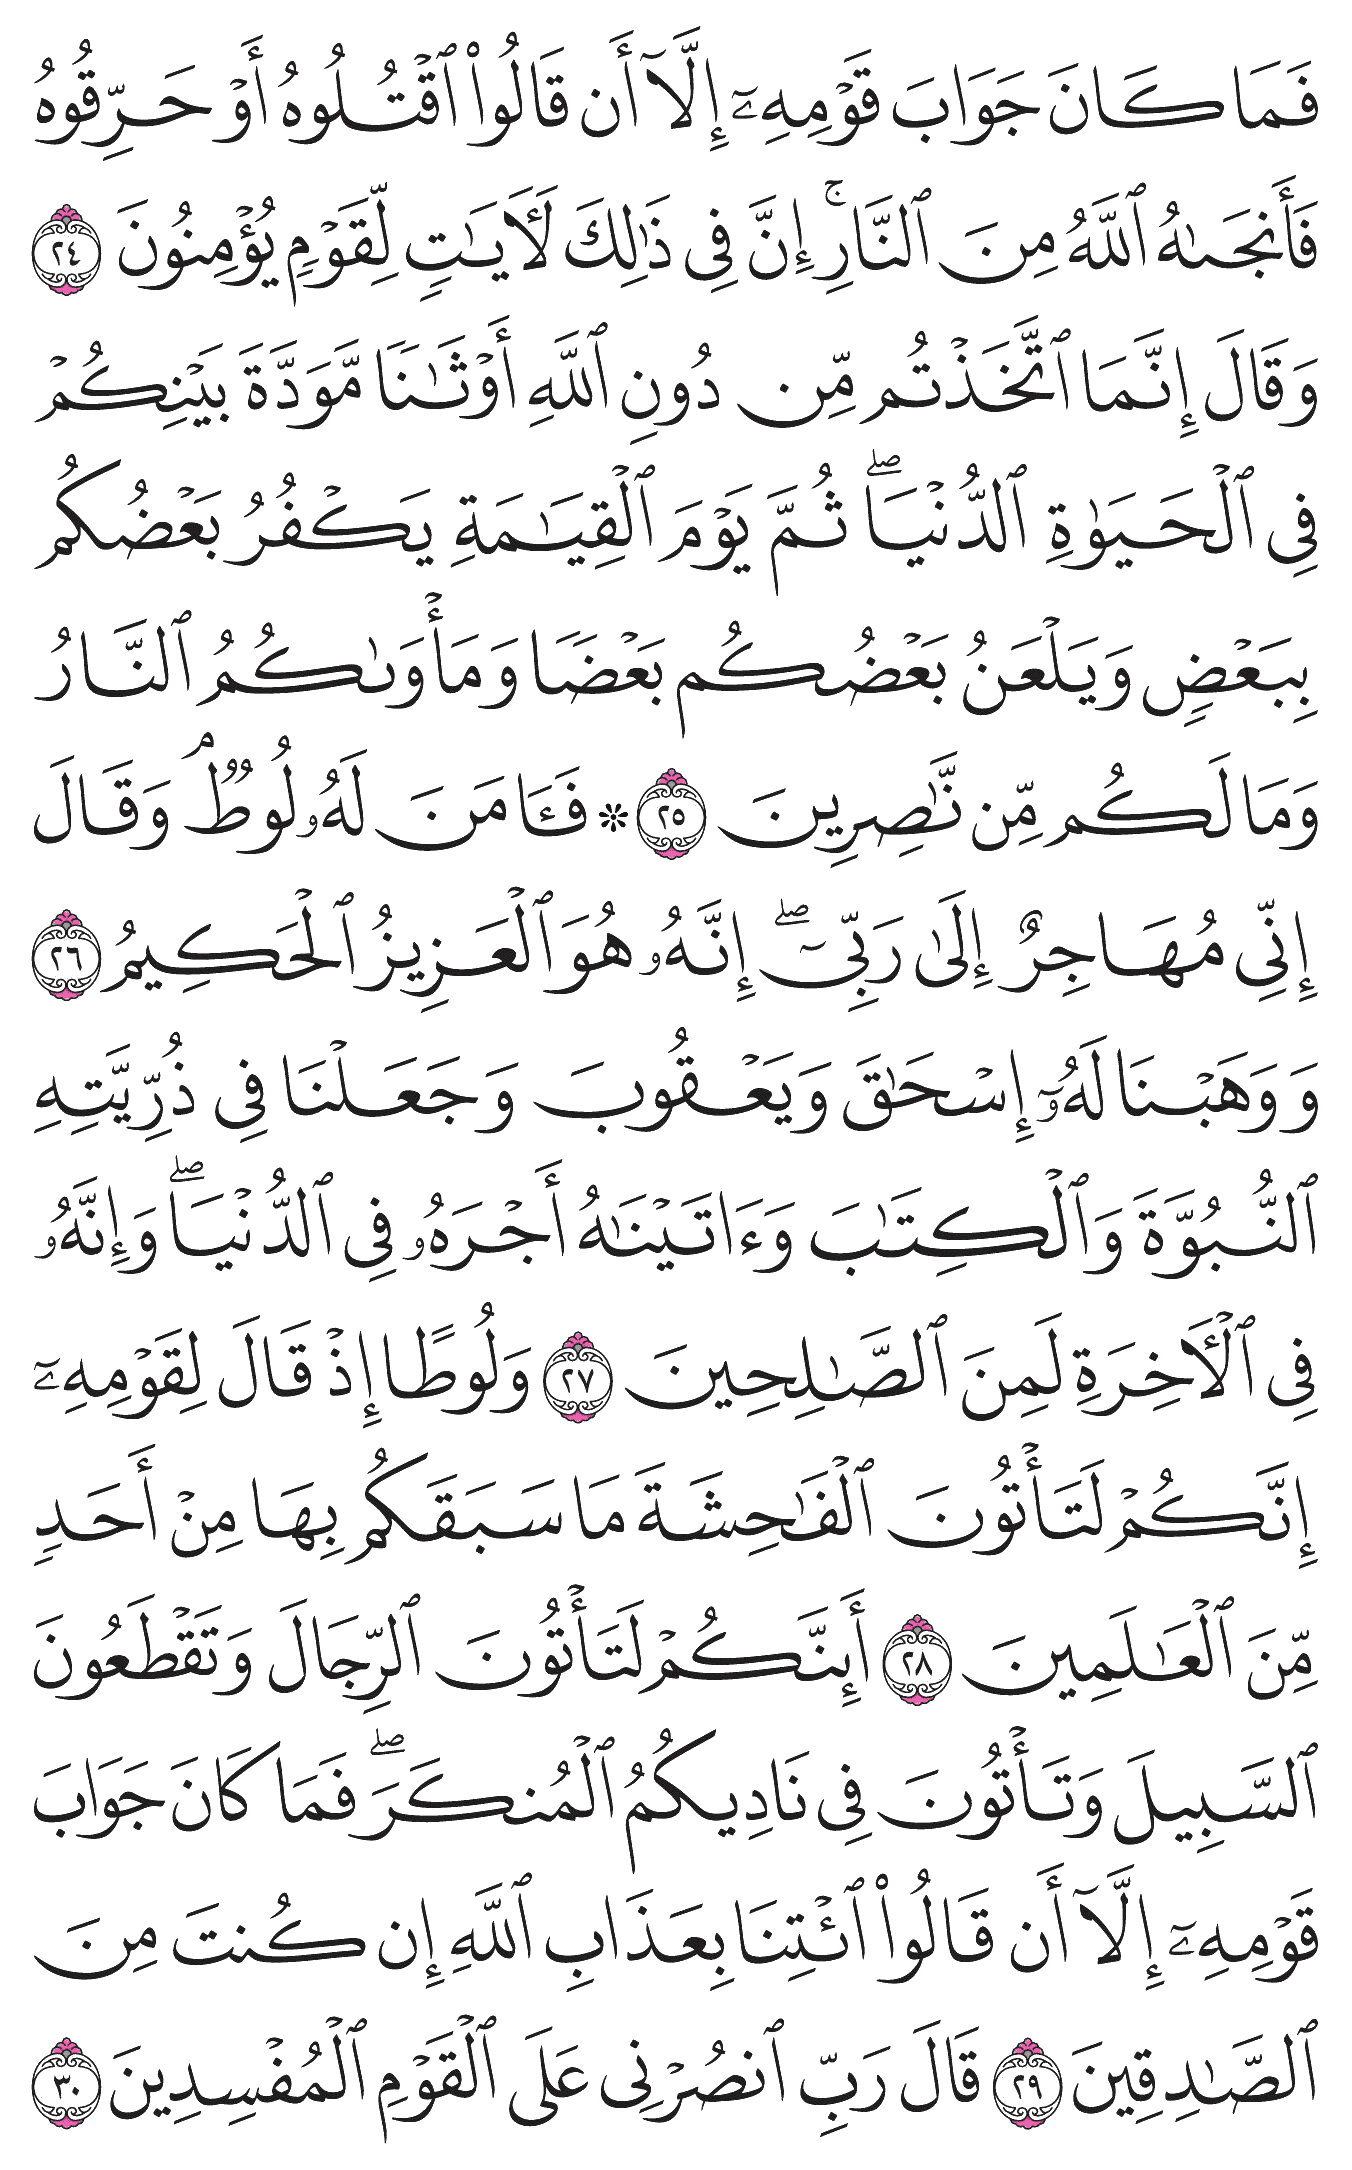 فَمَا كَانَ جَوَابَ قَوْمِهِۦٓ إِلَّآ أَن قَالُوا۟ ٱقْتُلُوهُ أَوْ حَرِّقُوهُ
فَأَنجَىٰهُ ٱللَّهُ مِنَ ٱلنَّارِ ۚ إِنَّ فِى ذَٰلِكَ لَـَٔايَـٰتٍ لِّقَوْمٍ يُؤْمِنُونَ ٢٤
وَقَالَ إِنَّمَا ٱتَّخَذْتُم مِّن دُونِ ٱللَّهِ أَوْثَـٰنًا مَّوَدَّةَ بَيْنِكُمْ
فِى ٱلْحَيَوٰةِ ٱلدُّنْيَا ۖ ثُمَّ يَوْمَ ٱلْقِيَـٰمَةِ يَكْفُرُ بَعْضُكُم
بِبَعْضٍ وَيَلْعَنُ بَعْضُكُم بَعْضًا وَمَأْوَىٰكُمُ ٱلنَّارُ
وَمَا لَكُم مِّن نَّـٰصِرِينَ ٢٥ ۞ فَـَٔامَنَ لَهُۥ لُوطٌ ۘ وَقَالَ
إِنِّى مُهَاجِرٌ إِلَىٰ رَبِّىٓ ۖ إِنَّهُۥ هُوَ ٱلْعَزِيزُ ٱلْحَكِيمُ ٢٦
وَوَهَبْنَا لَهُۥٓ إِسْحَـٰقَ وَيَعْقُوبَ وَجَعَلْنَا فِى ذُرِّيَّتِهِ
ٱلنُّبُوَّةَ وَٱلْكِتَـٰبَ وَءَاتَيْنَـٰهُ أَجْرَهُۥ فِى ٱلدُّنْيَا ۖ وَإِنَّهُۥ
فِى ٱلْـَٔاخِرَةِ لَمِنَ ٱلصَّـٰلِحِينَ ٢٧ وَلُوطًا إِذْ قَالَ لِقَوْمِهِۦٓ
إِنَّكُمْ لَتَأْتُونَ ٱلْفَـٰحِشَةَ مَا سَبَقَكُم بِهَا مِنْ أَحَدٍ
مِّنَ ٱلْعَـٰلَمِينَ ٢٨ أَئِنَّكُمْ لَتَأْتُونَ ٱلرِّجَالَ وَتَقْطَعُونَ
ٱلسَّبِيلَ وَتَأْتُونَ فِى نَادِيكُمُ ٱلْمُنكَرَ ۖ فَمَا كَانَ جَوَابَ
قَوْمِهِۦٓ إِلَّآ أَن قَالُوا۟ ٱئْتِنَا بِعَذَابِ ٱللَّهِ إِن كُنتَ مِنَ
ٱلصَّـٰدِقِينَ ٢٩ قَالَ رَبِّ ٱنصُرْنِى عَلَى ٱلْقَوْمِ ٱلْمُفْسِدِينَ ٣٠